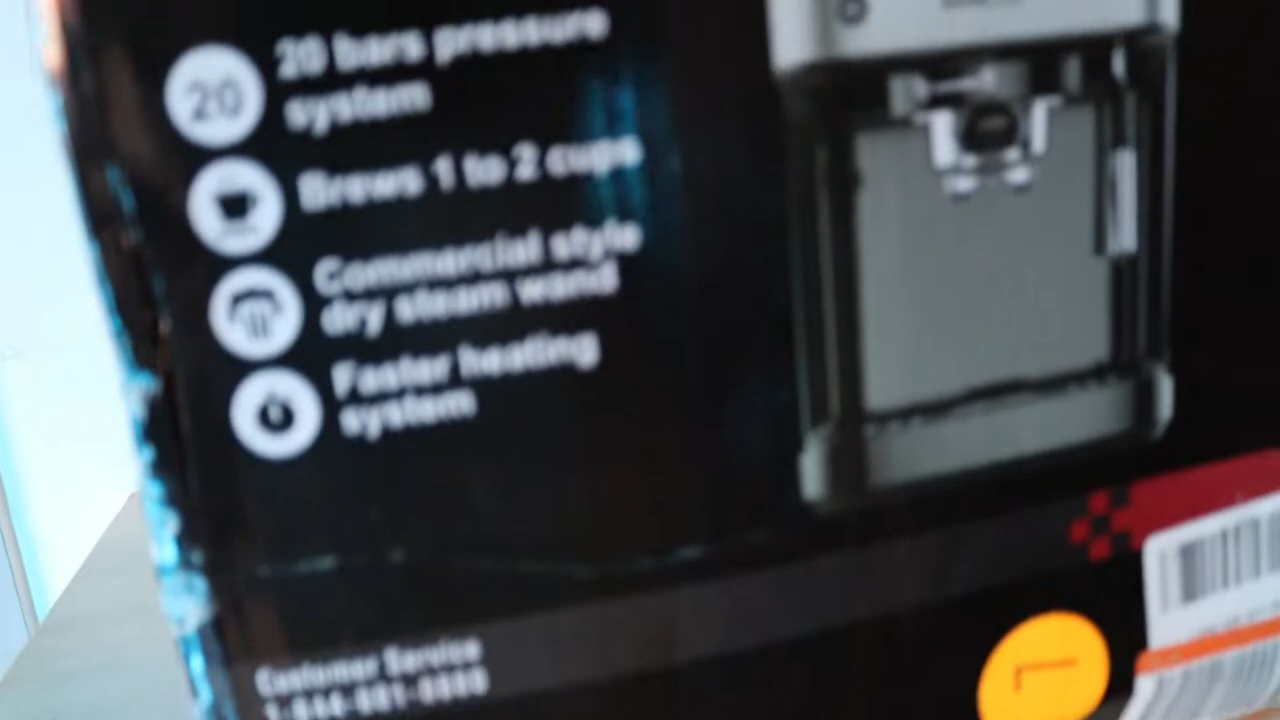 20 bars pressure
20
system
Brews 1 to 2 cups
Commercial style
dry steam wand
Faster heating
system
Customer Service